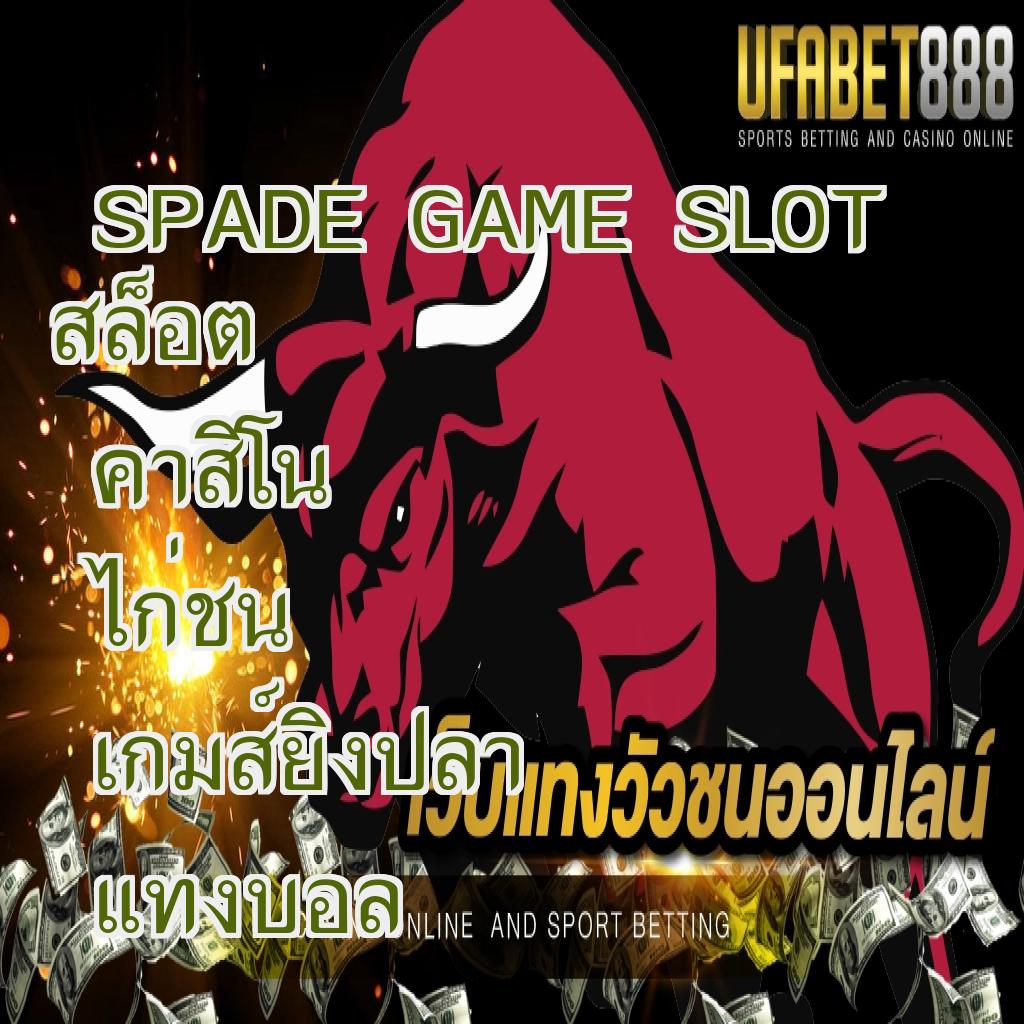 UFABET888
SPORTS BETTING AND CASINO ONLINE
SPADE GAME SLOT
สล็อต
คาสิโน
ไก่ชน
เกมส์ยิงปลา
เว็บแทงวัวชนออนไลน์
แทงบอล
ONLINE AND SPORT BETTING